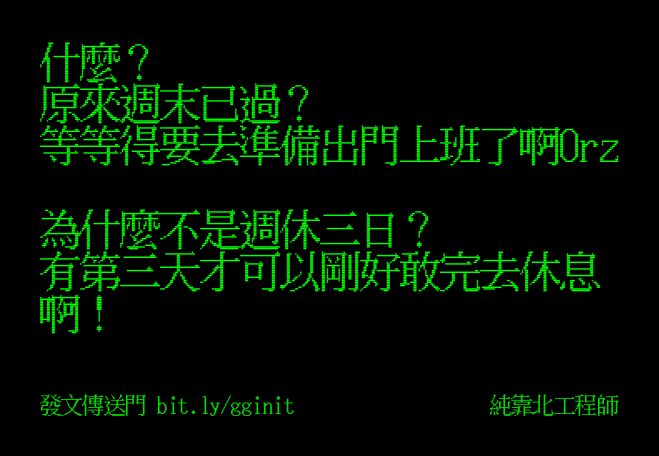 什麼？
原來週末已過？
等等得要去準備出門上班了啊Orz
為什麼不是週休三日？
有第三天才可以剛好敢完去休息
啊！
發文傳送門 bit.ly/gginit
純靠北工程師